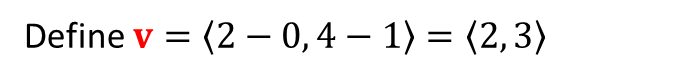 Define v = ⟨2 − 0, 4 − 1⟩ = ⟨2, 3⟩